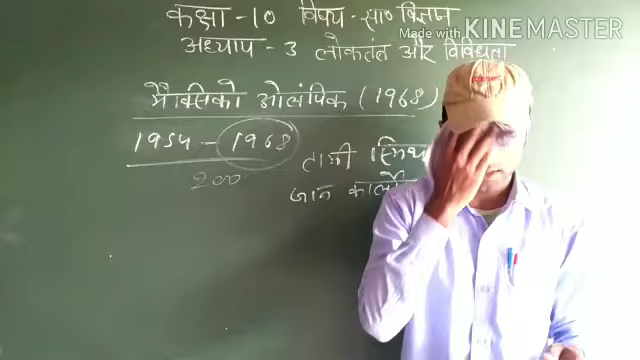 कक्षा - 10 विषय - सा० विज्ञान
Made with KINEMASTER
अध्याय - 3 लोकतंत्र और विविधता
मैक्सिको ओलंपिक (1968)
1954 - 1968
200
टामी स्मिथ
जॉन कार्लो